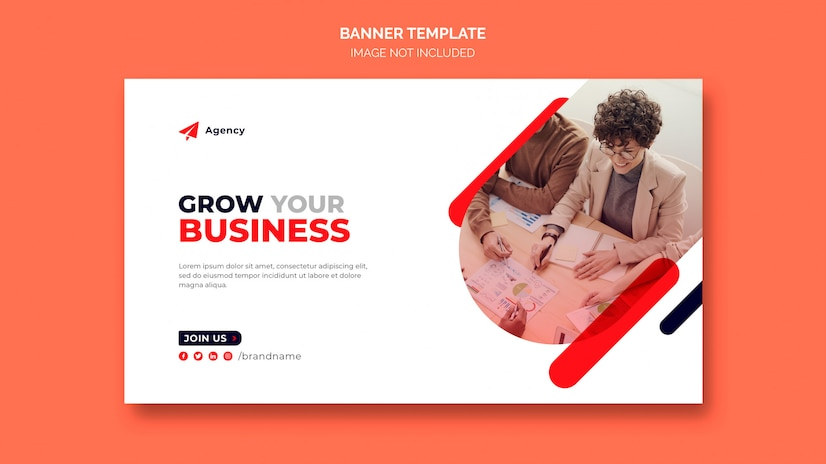 BANNER TEMPLATE
IMAGE NOT INCLUDED
Agency
GROW YOUR
BUSINESS
Lorem ipsum dolor sit amet, consectetur adipiscing elit,
sed do eiusmod tempor incididunt ut labore et dolore
magna aliqua.
JOIN US >
/brandname